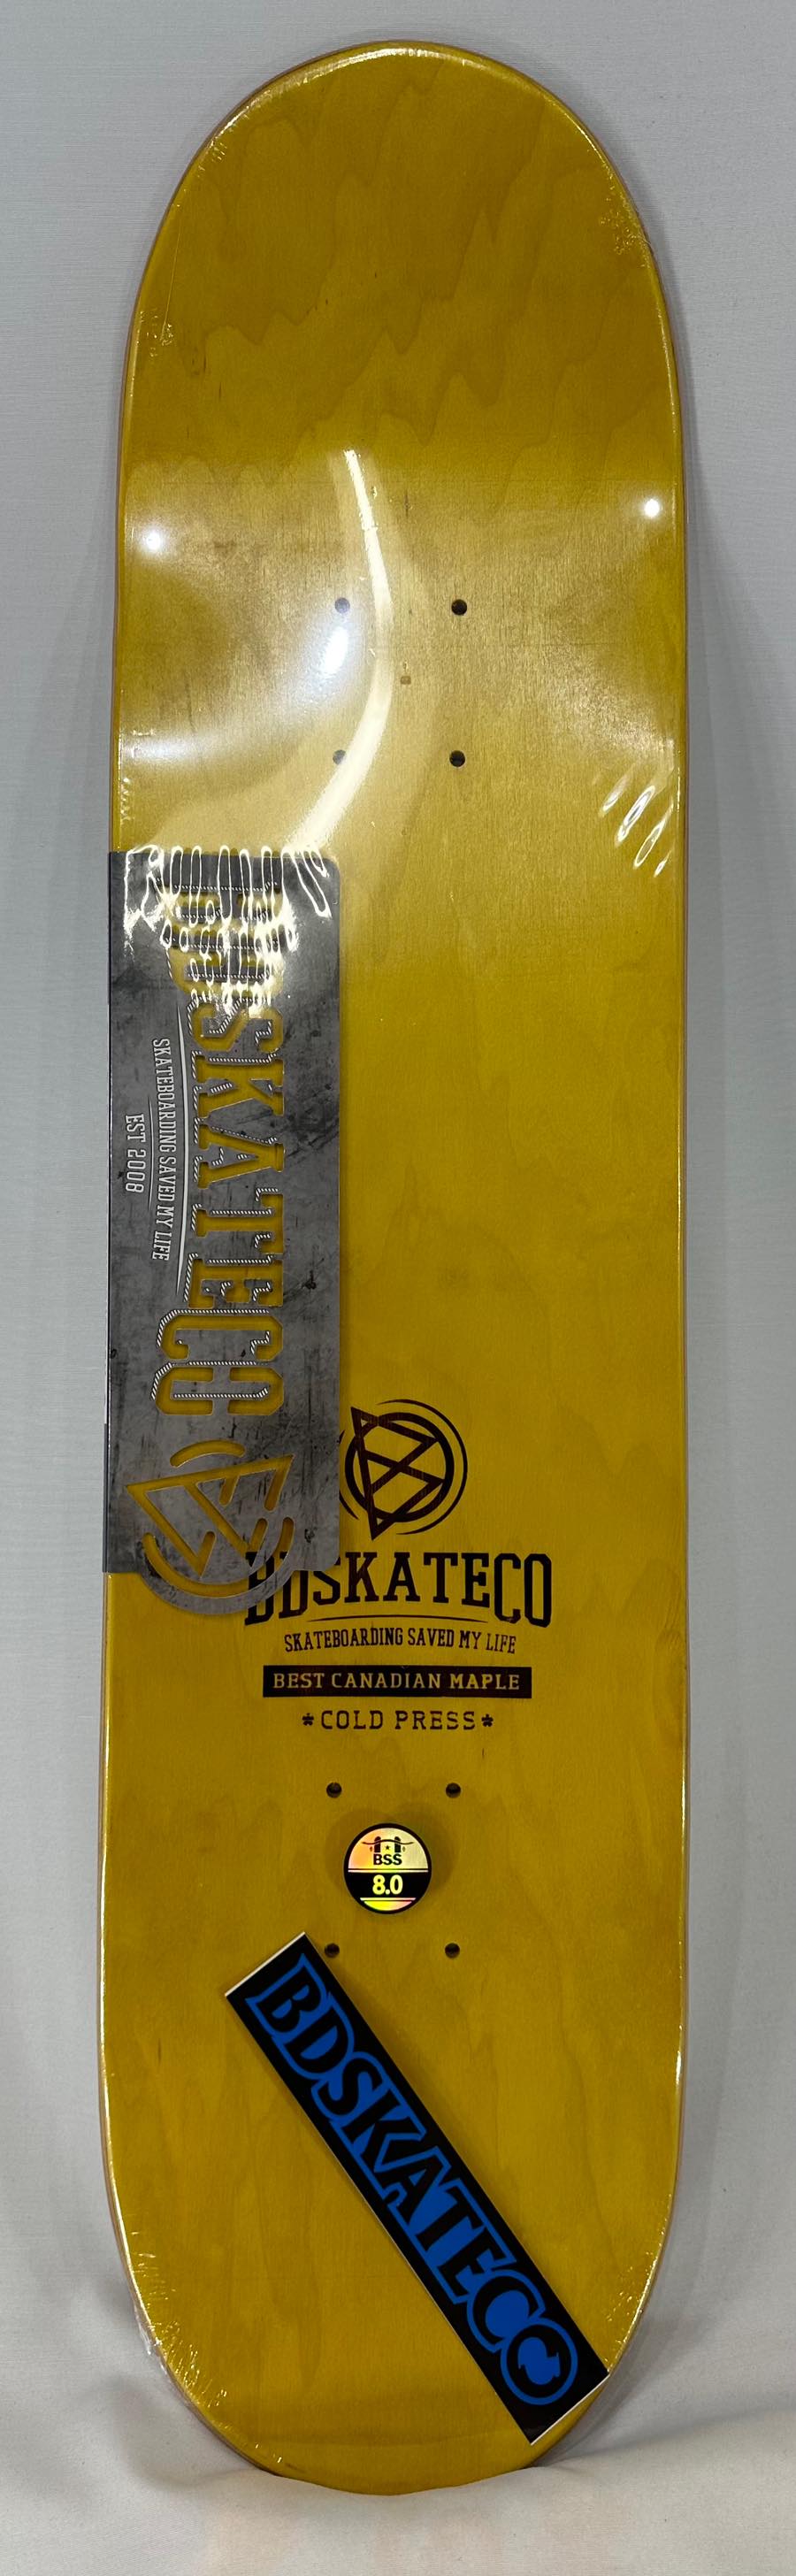 BDSKATECO
SKATEBOARDING SAVED MY LIFE
EST 2008
BDSKATECO
SKATEBOARDING SAVED MY LIFE
BEST CANADIAN MAPLE
*COLD PRESS*
BSS
8.0
BDSKATECO